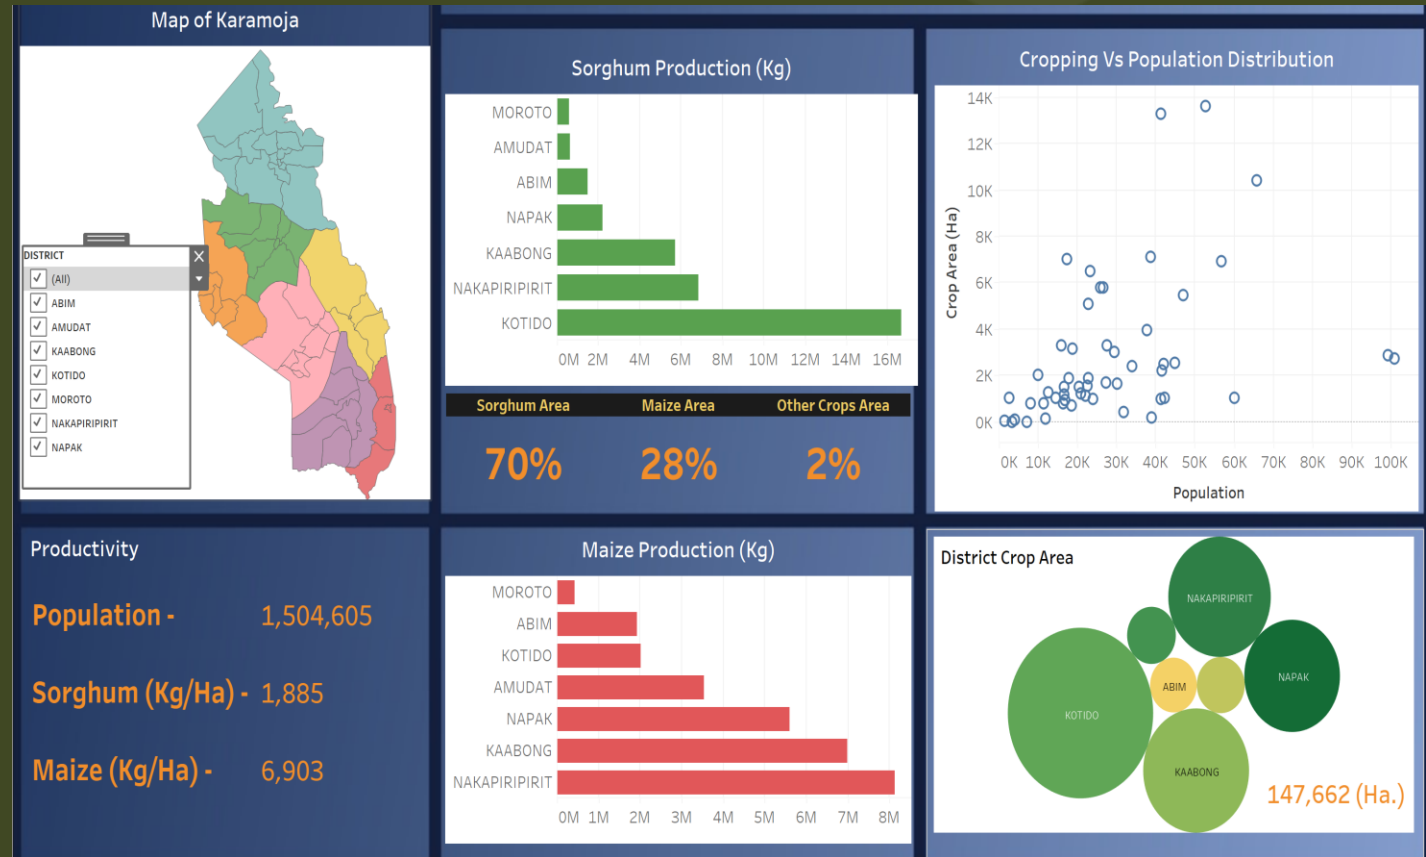 Map of Karamoja
DISTRICT
(All)
ABIM
AMUDAT
KAABONG
KOTIDO
MOROTO
NAKAPIRIPIRIT
NAPAK
Sorghum Production (Kg)
MOROTO
AMUDAT
ABIM
NAPAK
KAABONG
NAKAPIRIPIRIT
KOTIDO
0M 2M 4M 6M 8M 10M 12M 14M 16M
Sorghum Area Maize Area Other Crops Area
70% 28% 2%
Cropping Vs Population Distribution
Crop Area (Ha)
14K
12K
10K
8K
6K
4K
2K
0K
0K 10K 20K 30K 40K 50K 60K 70K 80K 90K 100K
Population
Productivity
Population - 1,504,605
Sorghum (Kg/Ha) - 1,885
Maize (Kg/Ha) - 6,903
Maize Production (Kg)
MOROTO
ABIM
KOTIDO
AMUDAT
NAPAK
KAABONG
NAKAPIRIPIRIT
0M 1M 2M 3M 4M 5M 6M 7M 8M
District Crop Area
NAKAPIRIPIRIT
NAPAK
ABIM
KOTIDO
KAABONG
147,662 (Ha.)